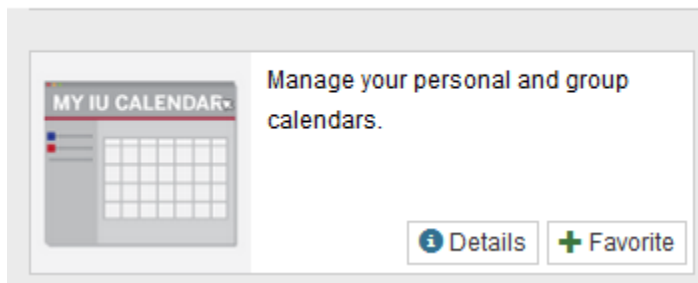 MY IU CALENDAR
Manage your personal and group
calendars.
Details
Favorite